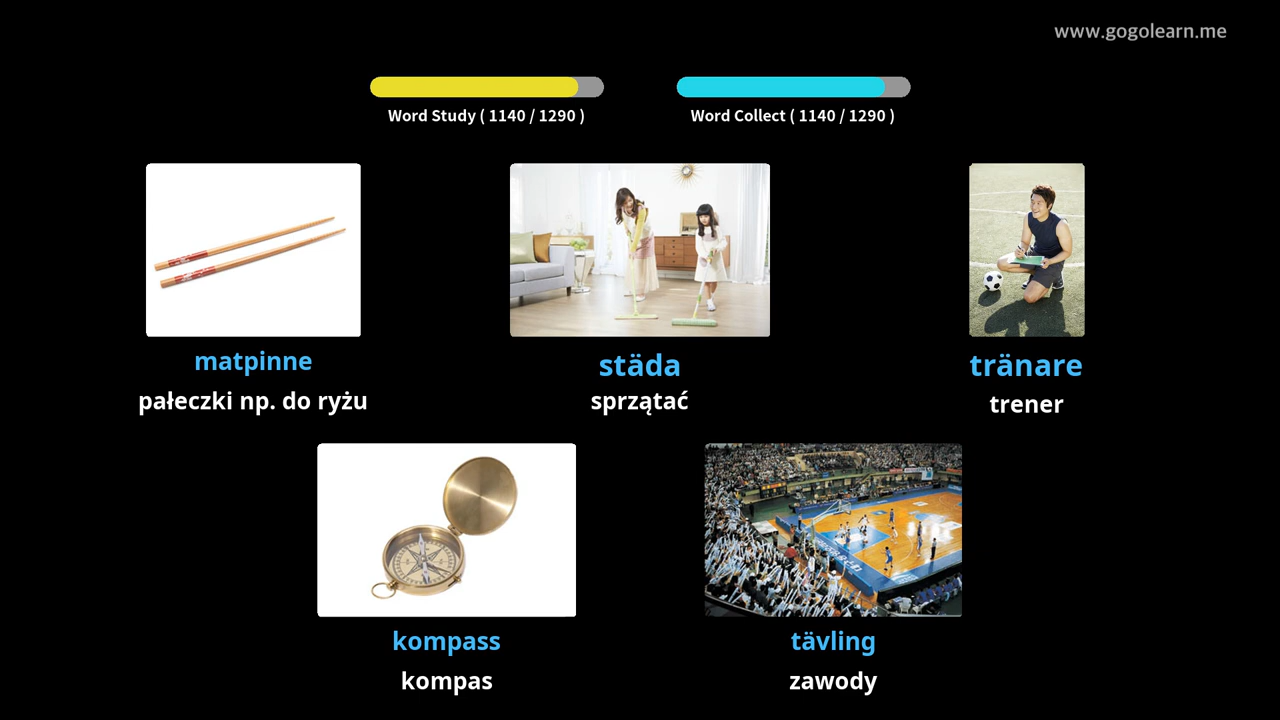 www.gogolearn.me
Word Study ( 1140 / 1290 )
Word Collect ( 1140 / 1290 )
matpinne
pałeczki np. do ryżu
städa
sprzątać
tränare
trener
kompass
kompas
tävling
zawody